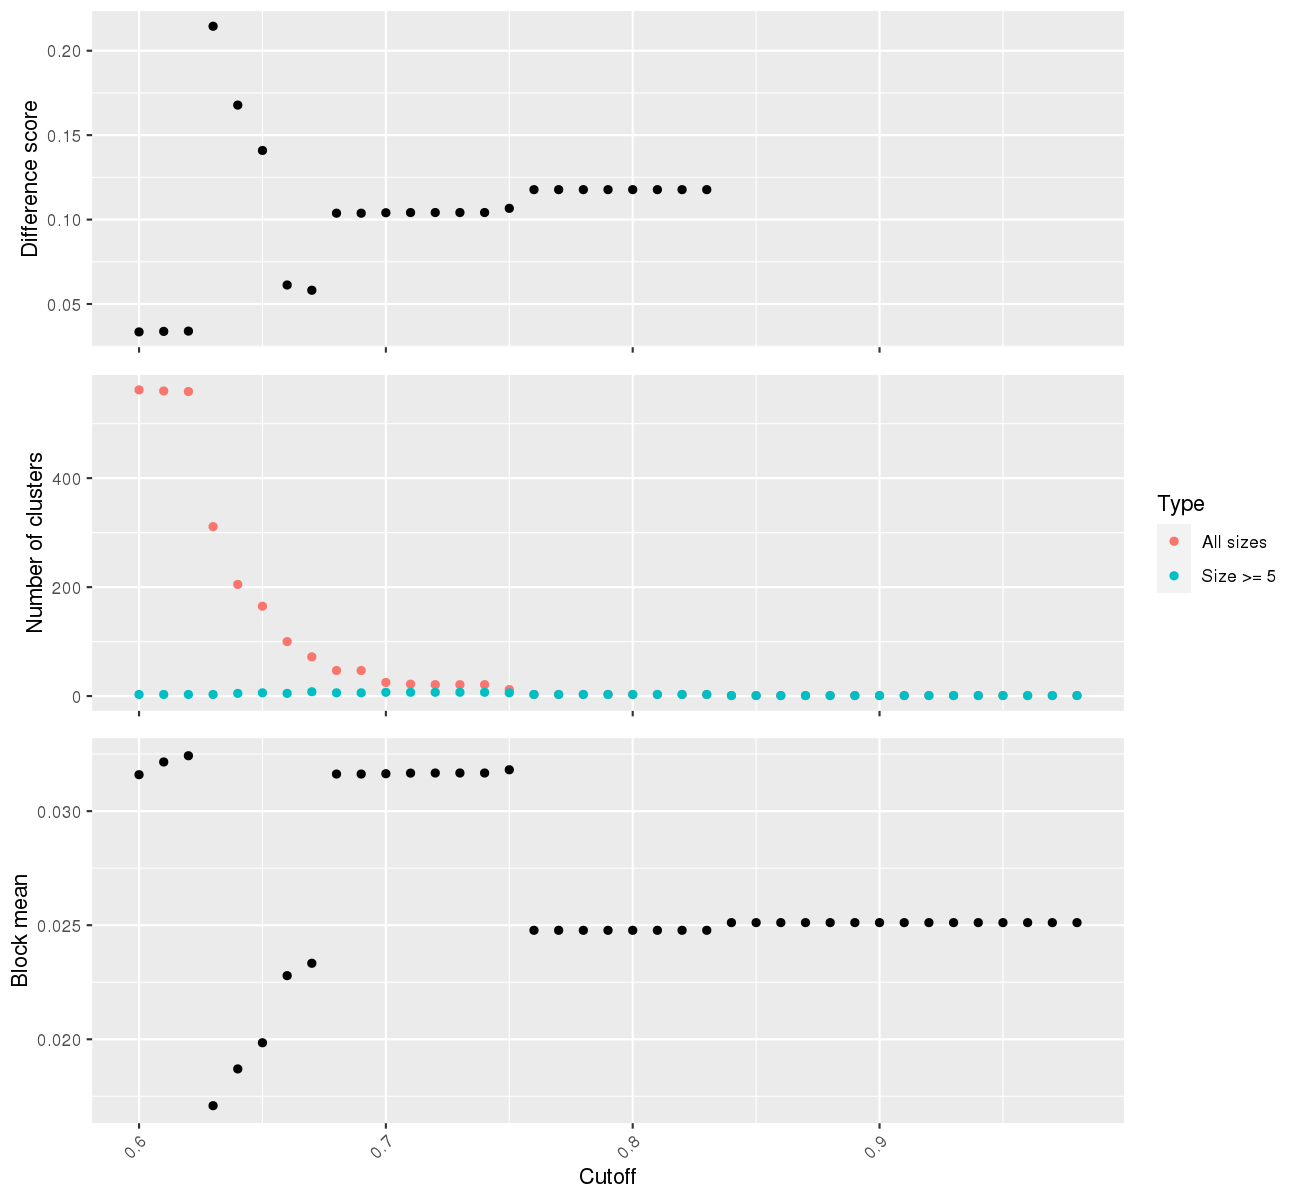 Difference score
0.20
0.15
0.10
0.05
Number of clusters
400
200
0
Type
All sizes
Size >= 5
Block mean
0.030
0.025
0.020
0.6
0.7
0.8
0.9
Cutoff